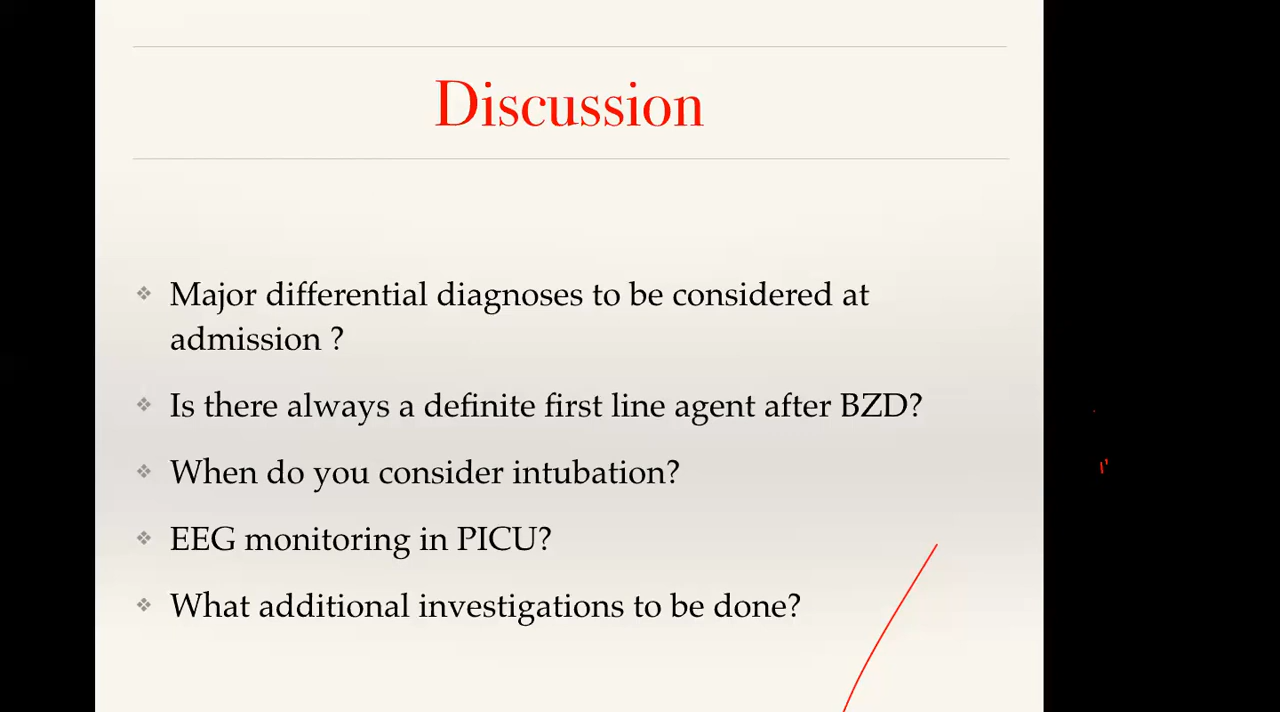 Discussion
❖ Major differential diagnoses to be considered at
admission ?
❖ Is there always a definite first line agent after BZD?
❖ When do you consider intubation?
❖ EEG monitoring in PICU?
❖ What additional investigations to be done?